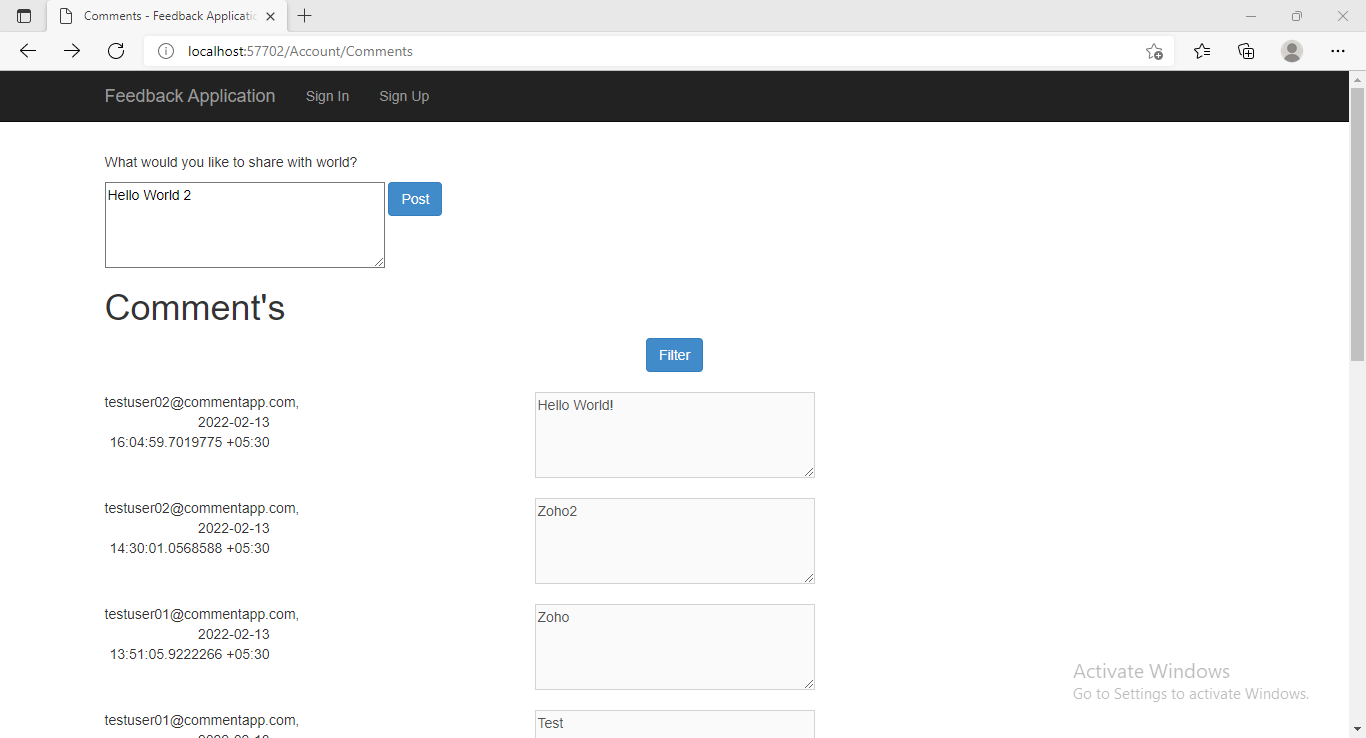 Comments - Feedback Applicatio
localhost:57702/Account/Comments
Feedback Application Sign In Sign Up
What would you like to share with world?
Hello World 2
Post
Comment's
Filter
testuser02@commentapp.com,
2022-02-13
16:04:59.7019775 +05:30
Hello World!
testuser02@commentapp.com,
2022-02-13
14:30:01.0568588 +05:30
Zoho2
testuser01@commentapp.com,
2022-02-13
13:51:05.9222266 +05:30
Zoho
testuser01@commentapp.com,
Test
Activate Windows
Go to Settings to activate Windows.